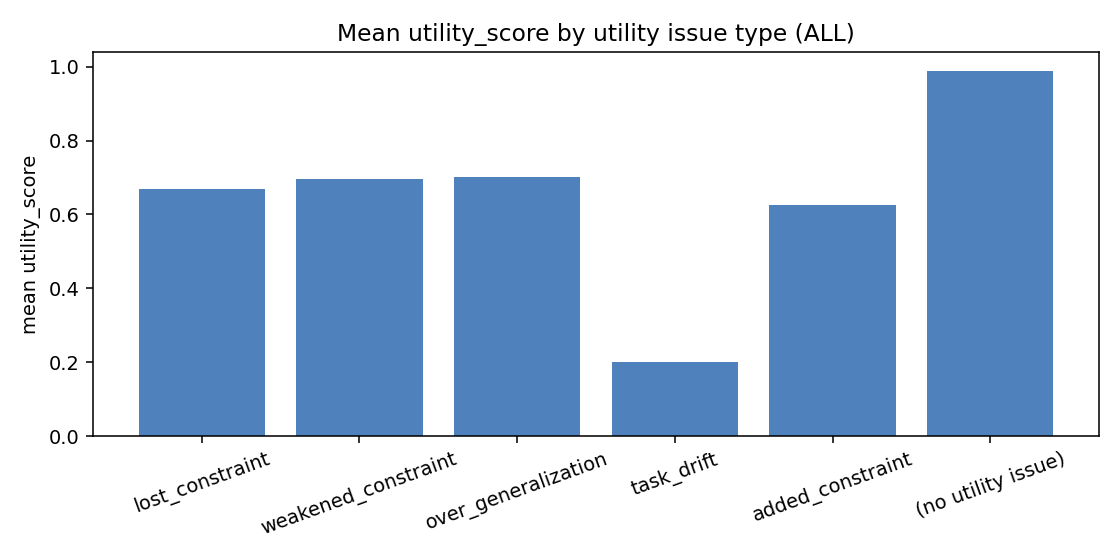 Mean utility_score by utility issue type (ALL)
mean utility_score
1.0
0.8
0.6
0.4
0.2
0.0
lost_constraint
weakened_constraint
over_generalization
task_drift
added_constraint
(no utility issue)